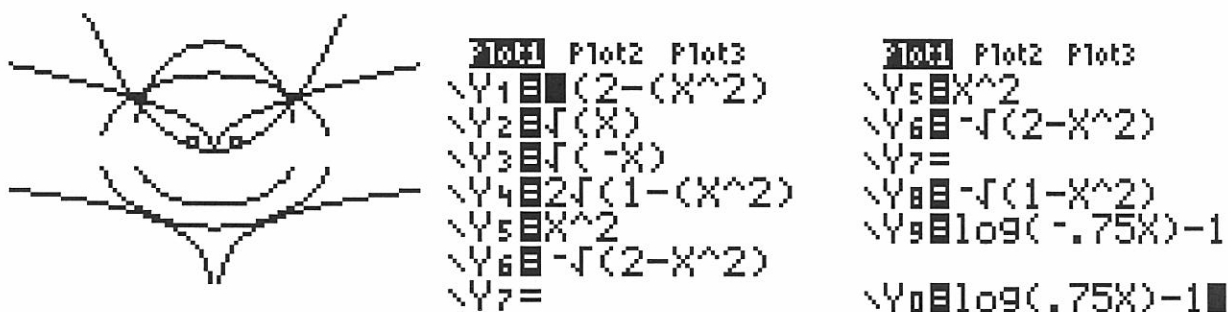 Plot1 Plot2 Plot3
\Y1=█(2-(X^2)
\Y2=√(X)
\Y3=√(-X)
\Y4=2√(1-(X^2)
\Y5=X^2
\Y6=-√(2-X^2)
\Y7=
Plot1 Plot2 Plot3
\Y5=X^2
\Y6=-√(2-X^2)
\Y7=
\Y8=-√(1-X^2)
\Y9=log(-.75X)-1
\Y0=log(.75X)-1█